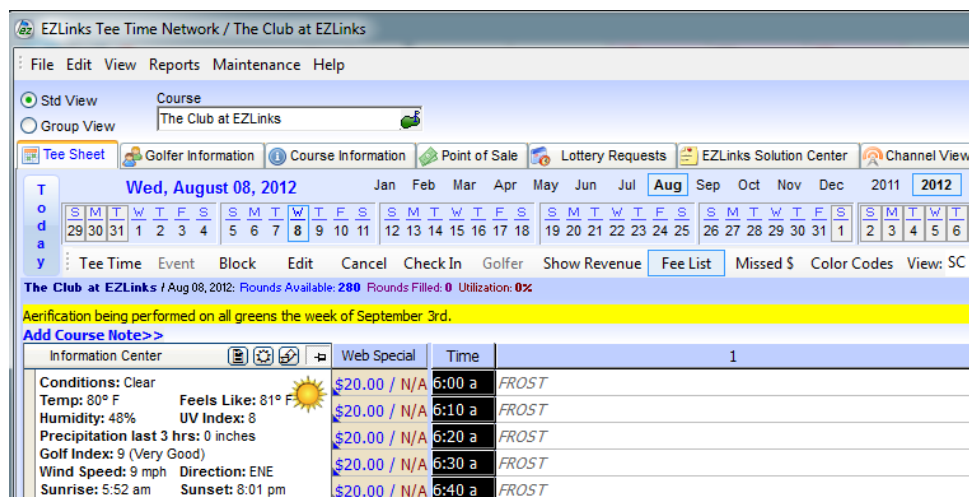 EZLinks Tee Time Network / The Club at EZLinks
File Edit View Reports Maintenance Help
Std View
Course
The Club at EZLinks
Group View
Tee Sheet Golfer Information Course Information Point of Sale Lottery Requests EZLinks Solution Center Channel View
Today
Wed, August 08, 2012 Jan Feb Mar Apr May Jun Jul Aug Sep Oct Nov Dec 2011 2012
S M T W T F S S M T W T F S S M T W T F S S M T W T F S S M T W T F S S M T W T
29 30 31 1 2 3 4 5 6 7 8 9 10 11 12 13 14 15 16 17 18 19 20 21 22 23 24 25 26 27 28 29 30 31 1 2 3 4 5 6
Tee Time Event Block Edit Cancel Check In Golfer Show Revenue Fee List Missed $ Color Codes View: SC
The Club at EZLinks / Aug 08, 2012: Rounds Available: 280 Rounds Filled: 0 Utilization: 0%
Aerification being performed on all greens the week of September 3rd.
Add Course Note>>
Information Center Web Special Time 1
Conditions: Clear $20.00 / N/A 6:00 a FROST
Temp: 80º F Feels Like: 81º F
Humidity: 48% UV Index: 8 $20.00 / N/A 6:10 a FROST
Precipitation last 3 hrs: 0 inches $20.00 / N/A 6:20 a FROST
Golf Index: 9 (Very Good)
Wind Speed: 9 mph Direction: ENE $20.00 / N/A 6:30 a FROST
Sunrise: 5:52 am Sunset: 8:01 pm $20.00 / N/A 6:40 a FROST